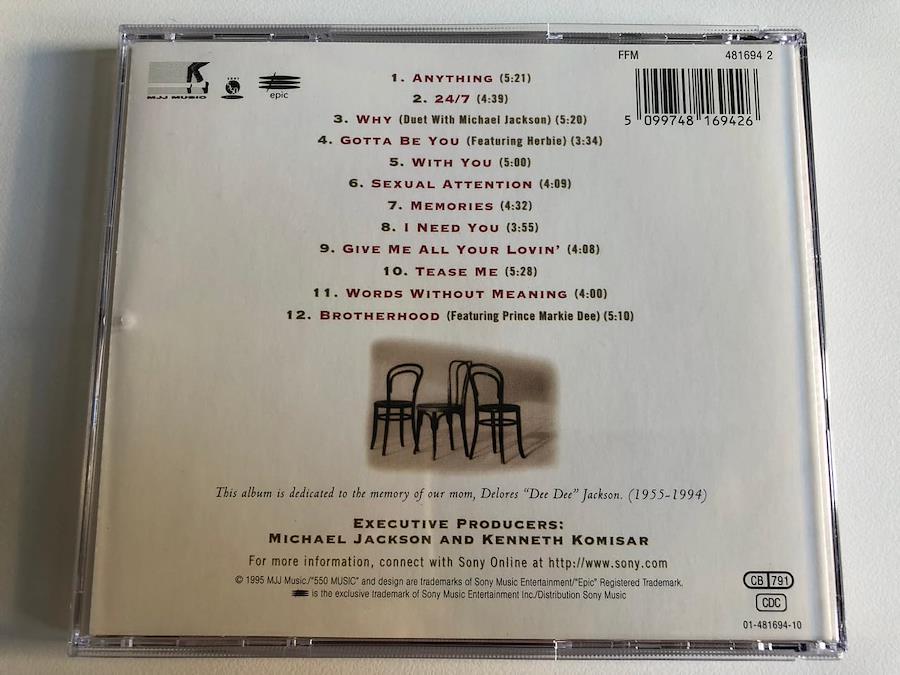 FFM 481694 2
MJJ MUSIC
epic
1. ANYTHING (5:21)
2. 24/7 (4:39)
3. WHY (Duet With Michael Jackson) (5:20)
4. GOTTA BE YOU (Featuring Herbie) (3:34)
5. WITH YOU (5:00)
6. SEXUAL ATTENTION (4:09)
7. MEMORIES (4:32)
8. I NEED YOU (3:55)
9. GIVE ME ALL YOUR LOVIN' (4:08)
10. TEASE ME (5:28)
11. WORDS WITHOUT MEANING (4:00)
12. BROTHERHOOD (Featuring Prince Markie Dee) (5:10)
5 099748 169426
This album is dedicated to the memory of our mom, Delores "Dee Dee" Jackson. (1955-1994)
EXECUTIVE PRODUCERS:
MICHAEL JACKSON AND KENNETH KOMISAR
For more information, connect with Sony Online at http://www.sony.com
© 1995 MJJ Music./"550 MUSIC" and design are trademarks of Sony Music Entertainment/"Epic" Registered Trademark.
is the exclusive trademark of Sony Music Entertainment Inc./Distribution Sony Music
CB 791
CDC
01-481694-10